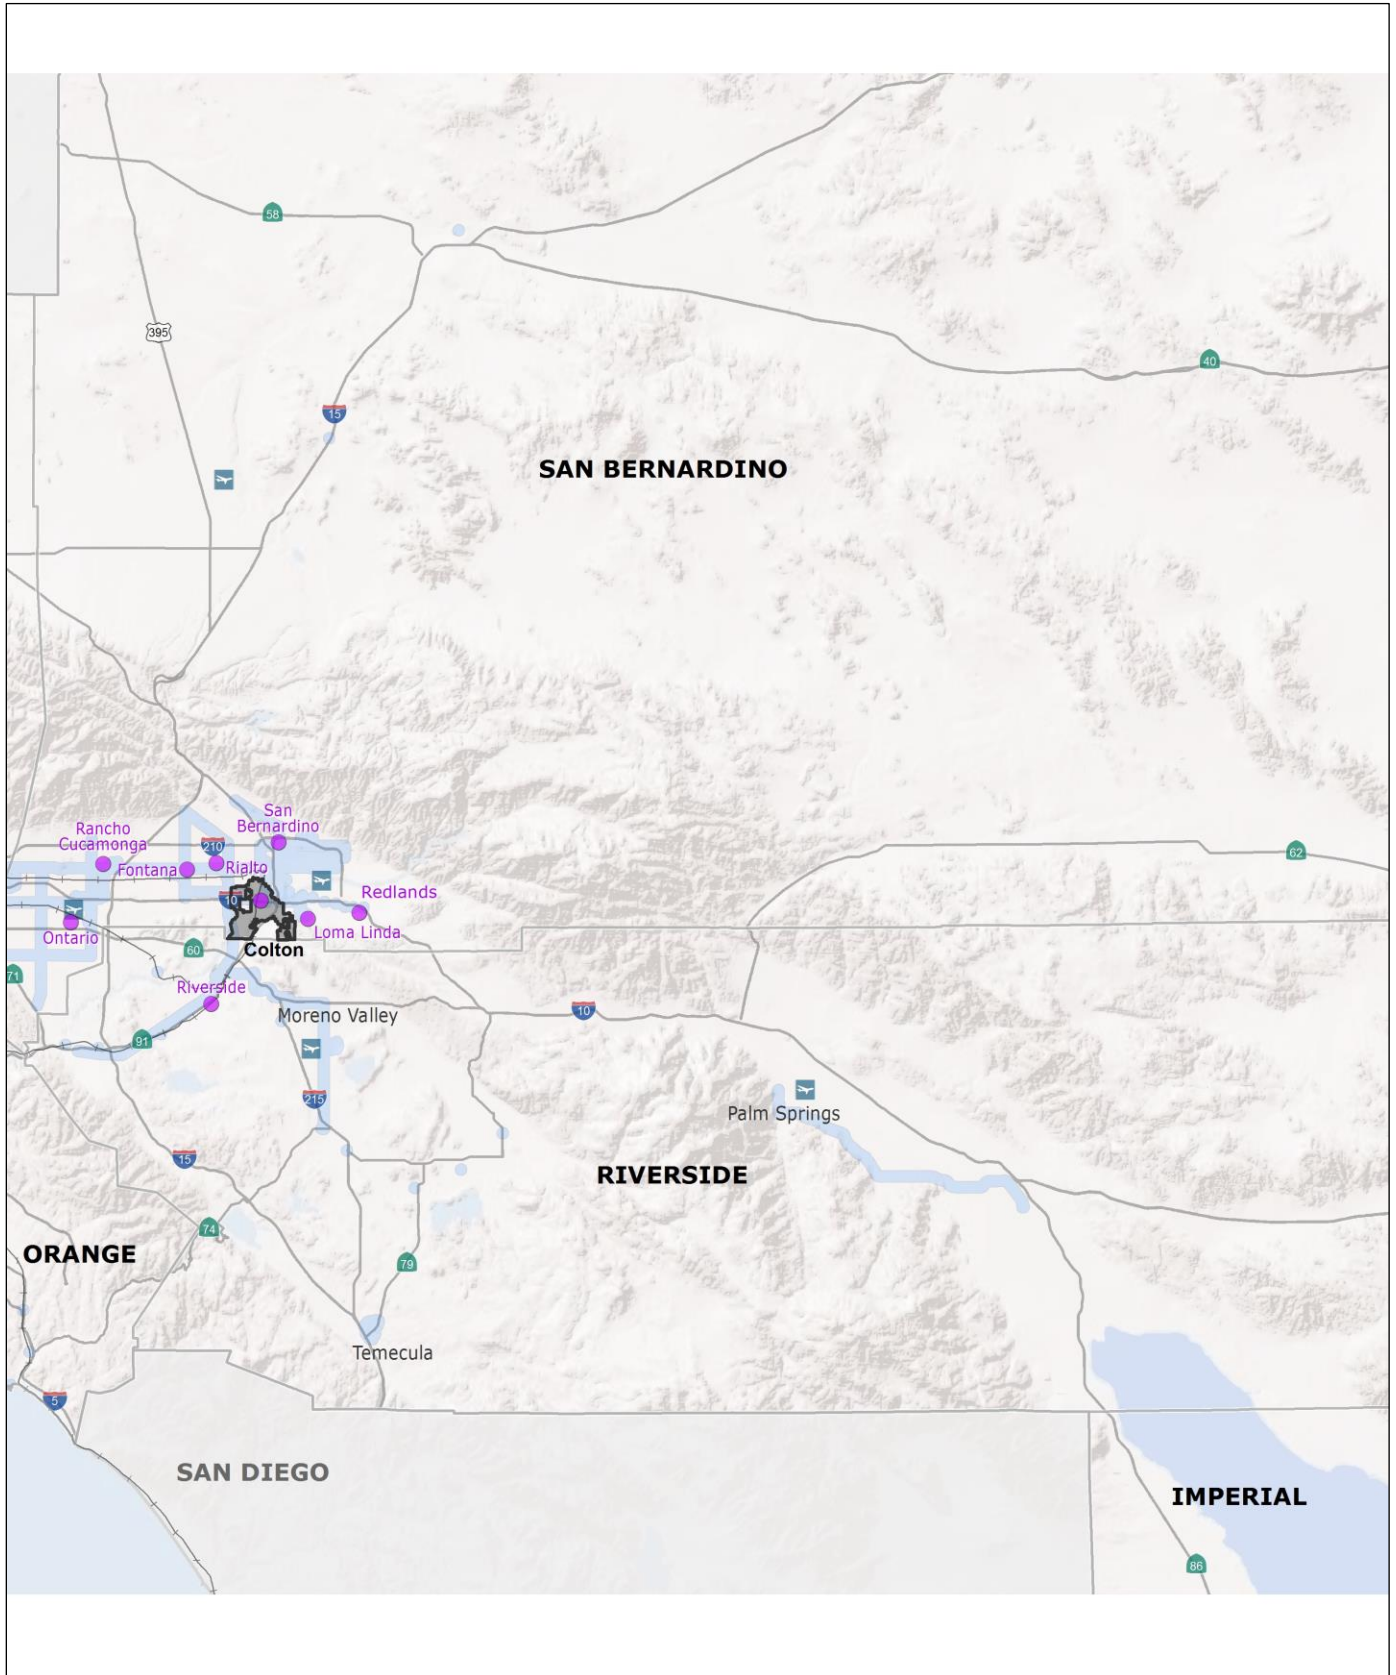 58
395
40
15
SAN BERNARDINO
San
Bernardino
Rancho
Cucamonga
210
62
Fontana
Rialto
10
Redlands
Ontario
Loma Linda
60
Colton
71
Riverside
10
Moreno Valley
91
215
Palm Springs
15
RIVERSIDE
74
ORANGE
79
Temecula
5
SAN DIEGO
IMPERIAL
86